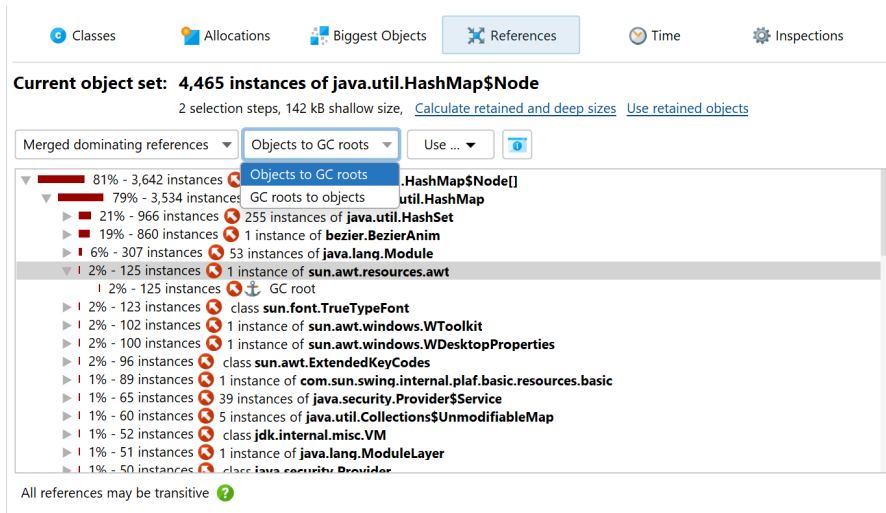 Classes Allocations Biggest Objects References Time Inspections
Current object set: 4,465 instances of java.util.HashMap$Node
2 selection steps, 142 kB shallow size, Calculate retained and deep sizes Use retained objects
Merged dominating references Objects to GC roots Use ...
Objects to GC roots
GC roots to objects
81% - 3,642 instances .HashMap$Node[]
79% - 3,534 instances util.HashMap
21% - 966 instances 255 instances of java.util.HashSet
19% - 860 instances 1 instance of bezier.BezierAnim
6% - 307 instances 53 instances of java.lang.Module
2% - 125 instances 1 instance of sun.awt.resources.awt
2% - 125 instances GC root
2% - 123 instances class sun.font.TrueTypeFont
2% - 102 instances 1 instance of sun.awt.windows.WToolkit
2% - 100 instances 1 instance of sun.awt.windows.WDesktopProperties
2% - 96 instances class sun.awt.ExtendedKeyCodes
1% - 89 instances 1 instance of com.sun.swing.internal.plaf.basic.resources.basic
1% - 65 instances 39 instances of java.security.Provider$Service
1% - 60 instances 5 instances of java.util.Collections$UnmodifiableMap
1% - 52 instances class jdk.internal.misc.VM
1% - 51 instances 1 instance of java.lang.ModuleLayer
1% - 50 instances class java.security.Provider
All references may be transitive